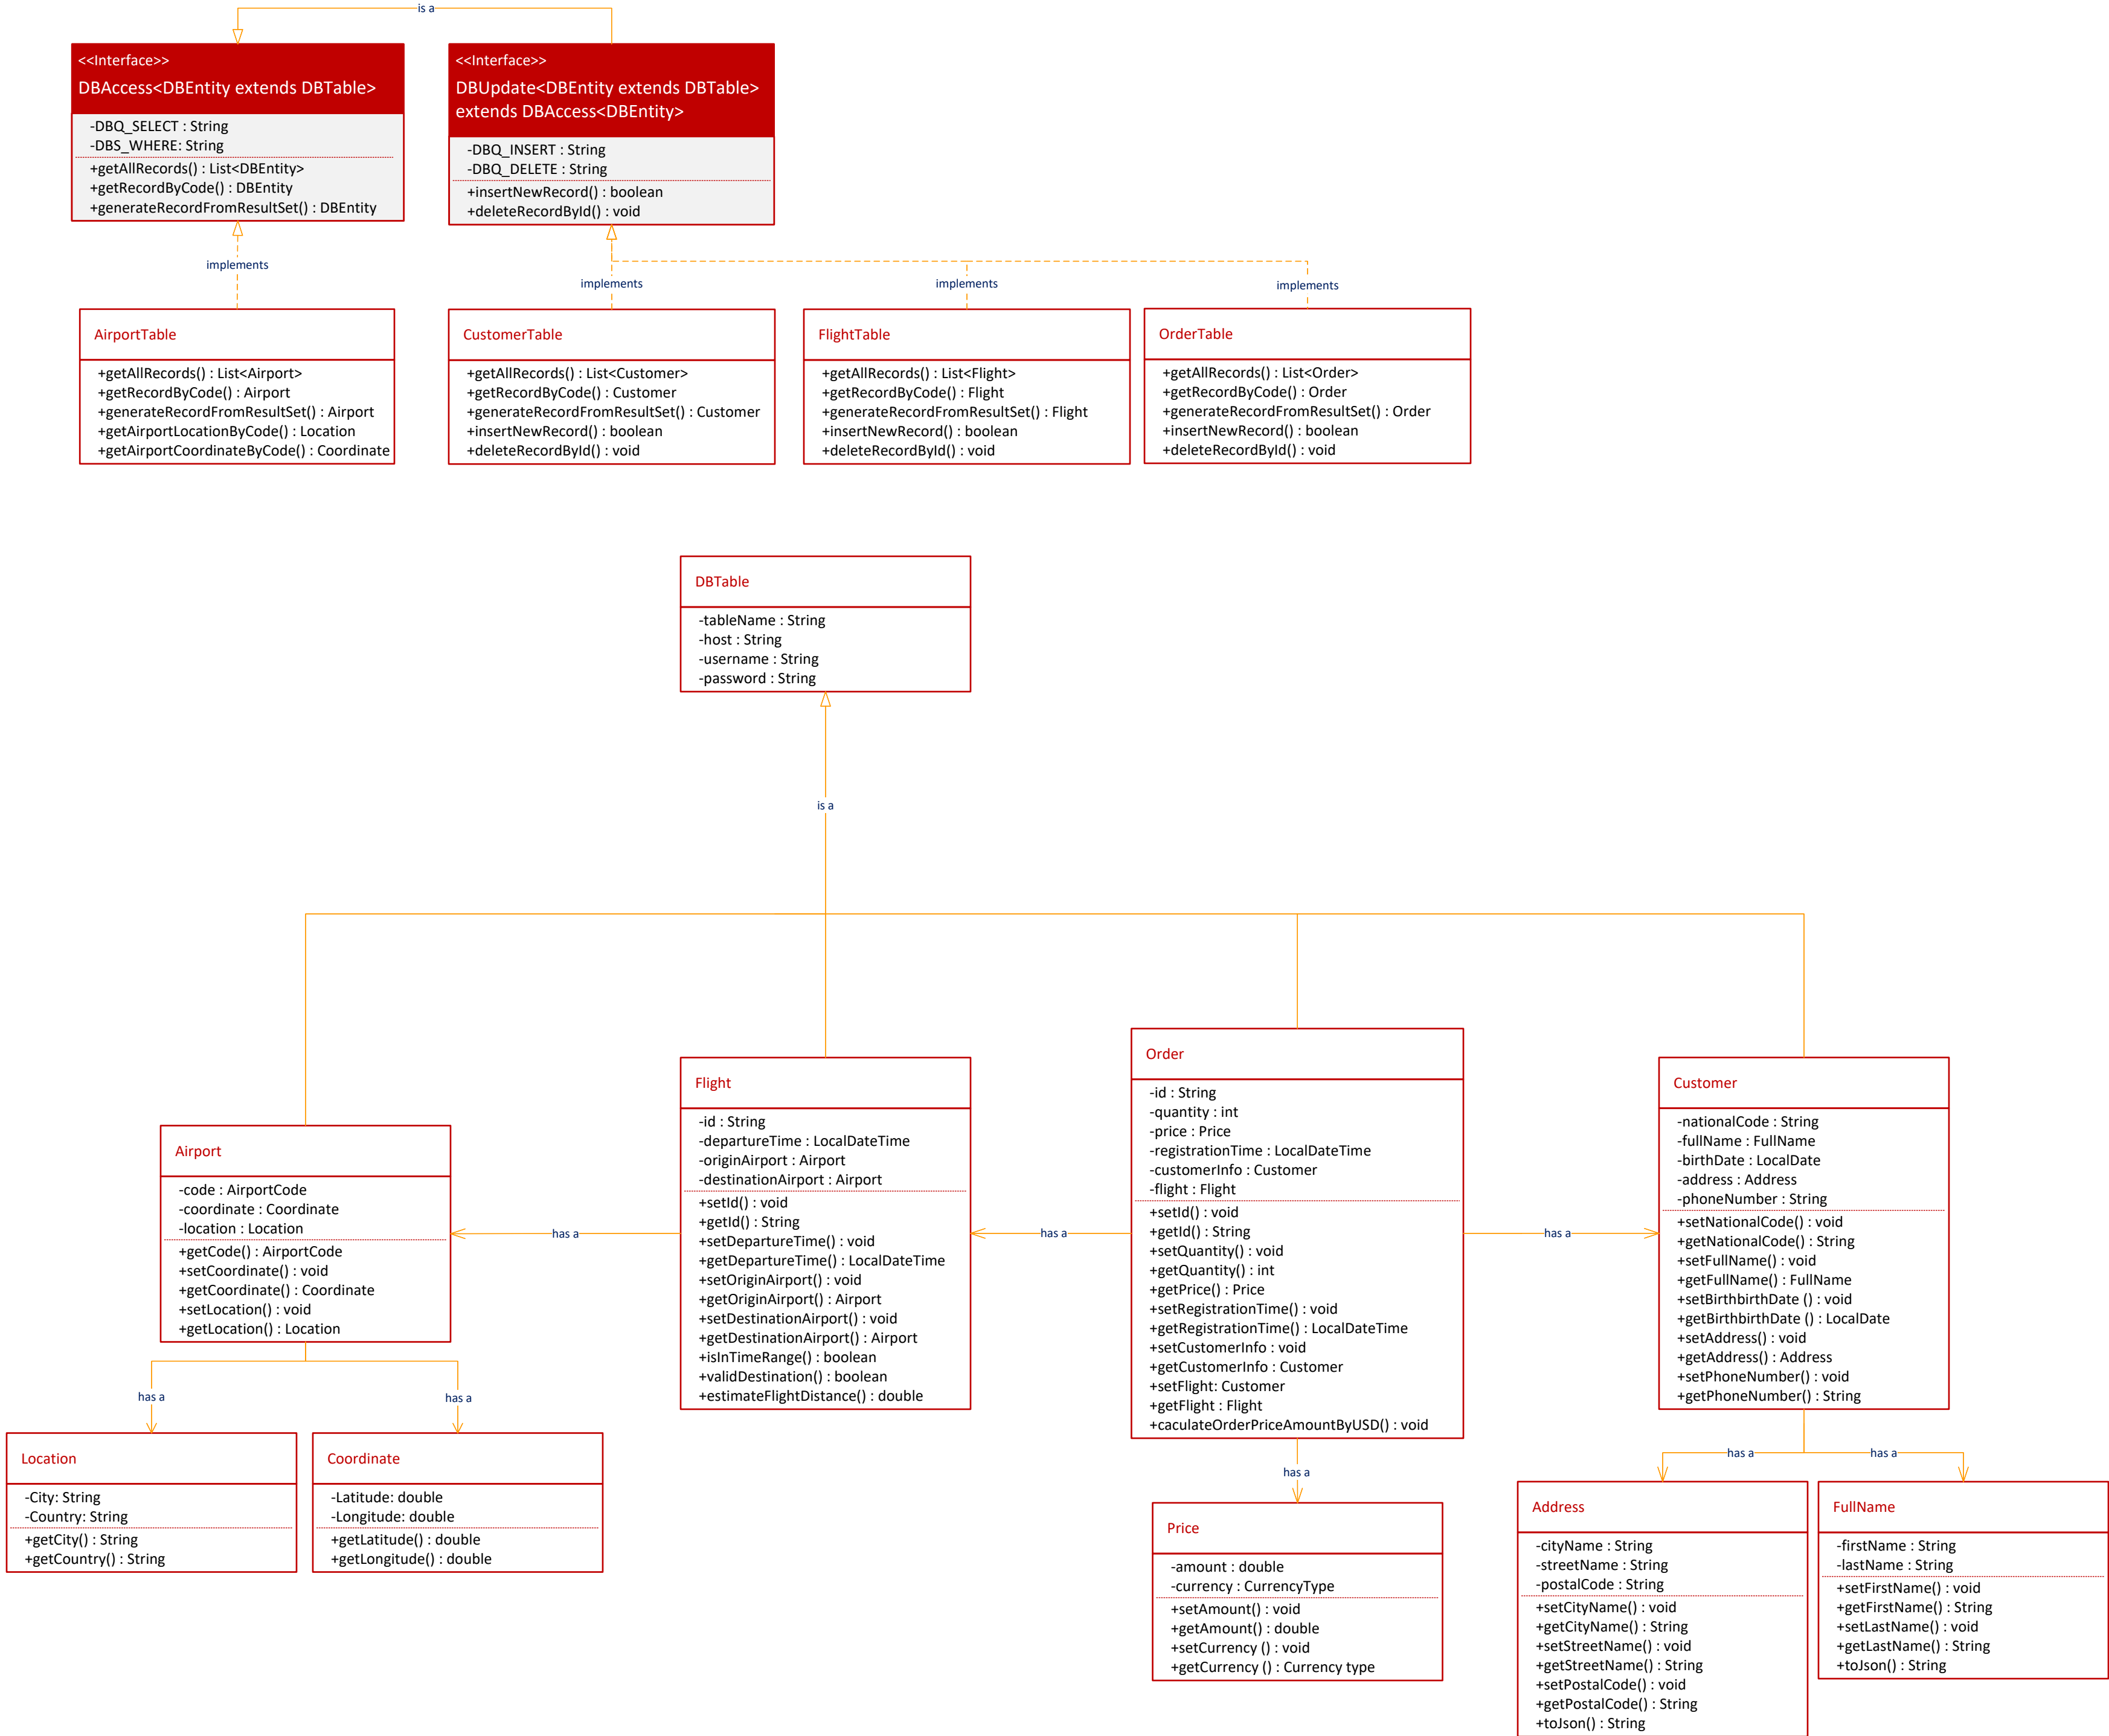 is a
<<Interface>>
DBAccess<DBEntity extends DBTable>
-DBQ_SELECT : String
-DBS_WHERE: String
+getAllRecords() : List<DBEntity>
+getRecordByCode() : DBEntity
+generateRecordFromResultSet() : DBEntity
<<Interface>>
DBUpdate<DBEntity extends DBTable>
extends DBAccess<DBEntity>
-DBQ_INSERT : String
-DBQ_DELETE : String
+insertNewRecord() : boolean
+deleteRecordById() : void
implements
implements
implements
implements
AirportTable
+getAllRecords() : List<Airport>
+getRecordByCode() : Airport
+generateRecordFromResultSet() : Airport
+getAirportLocationByCode() : Location
+getAirportCoordinateByCode() : Coordinate
CustomerTable
+getAllRecords() : List<Customer>
+getRecordByCode() : Customer
+generateRecordFromResultSet() : Customer
+insertNewRecord() : boolean
+deleteRecordById() : void
FlightTable
+getAllRecords() : List<Flight>
+getRecordByCode() : Flight
+generateRecordFromResultSet() : Flight
+insertNewRecord() : boolean
+deleteRecordById() : void
OrderTable
+getAllRecords() : List<Order>
+getRecordByCode() : Order
+generateRecordFromResultSet() : Order
+insertNewRecord() : boolean
+deleteRecordById() : void
DBTable
-tableName : String
-host : String
-username : String
-password : String
is a
Airport
-code : AirportCode
-coordinate : Coordinate
-location : Location
+getCode() : AirportCode
+setCoordinate() : void
+getCoordinate() : Coordinate
+setLocation() : void
+getLocation() : Location
has a
Flight
-id : String
-departureTime : LocalDateTime
-originAirport : Airport
-destinationAirport : Airport
+setId() : void
+getId() : String
+setDepartureTime() : void
+getDepartureTime() : LocalDateTime
+setOriginAirport() : void
+getOriginAirport() : Airport
+setDestinationAirport() : void
+getDestinationAirport() : Airport
+isInTimeRange() : boolean
+validDestination() : boolean
+estimateFlightDistance() : double
has a
Order
-id : String
-quantity : int
-price : Price
-registrationTime : LocalDateTime
-customerInfo : Customer
-flight : Flight
+setId() : void
+getId() : String
+setQuantity() : void
+getQuantity() : int
+getPrice() : Price
+setRegistrationTime() : void
+getRegistrationTime() : LocalDateTime
+setCustomerInfo : void
+getCustomerInfo : Customer
+setFlight: Customer
+getFlight : Flight
+caculateOrderPriceAmountByUSD() : void
has a
Customer
-nationalCode : String
-fullName : FullName
-birthDate : LocalDate
-address : Address
-phoneNumber : String
+setNationalCode() : void
+getNationalCode() : String
+setFullName() : void
+getFullName() : FullName
+setBirthbirthDate () : void
+getBirthbirthDate () : LocalDate
+setAddress() : void
+getAddress() : Address
+setPhoneNumber() : void
+getPhoneNumber() : String
has a
has a
has a
has a
has a
Location
-City: String
-Country: String
+getCity() : String
+getCountry() : String
Coordinate
-Latitude: double
-Longitude: double
+getLatitude() : double
+getLongitude() : double
Price
-amount : double
-currency : CurrencyType
+setAmount() : void
+getAmount() : double
+setCurrency () : void
+getCurrency () : Currency type
Address
-cityName : String
-streetName : String
-postalCode : String
+setCityName() : void
+getCityName() : String
+setStreetName() : void
+getStreetName() : String
+setPostalCode() : void
+getPostalCode() : String
+toJson() : String
FullName
-firstName : String
-lastName : String
+setFirstName() : void
+getFirstName() : String
+setLastName() : void
+getLastName() : String
+toJson() : String